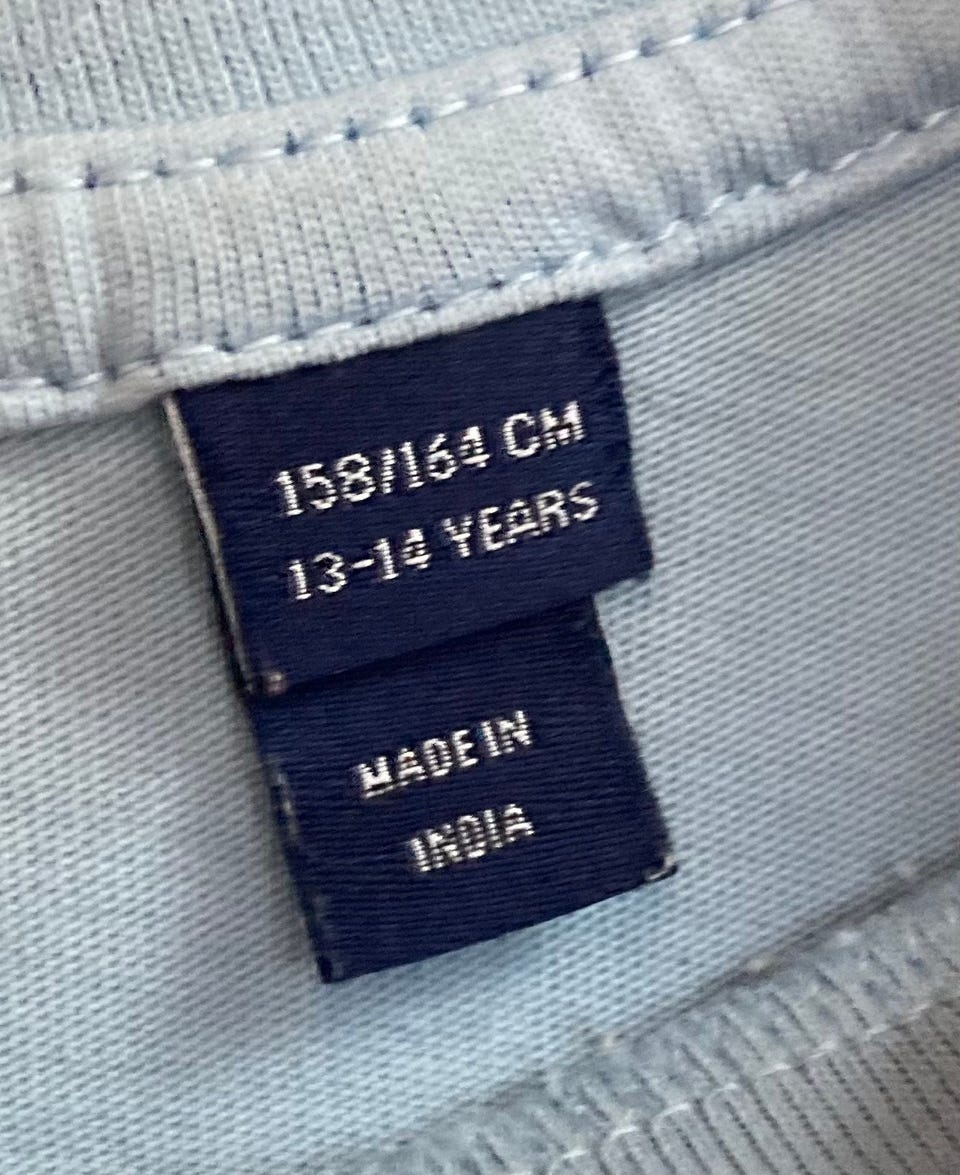 158/164 CM
13-14 YEARS
MADE IN
INDIA